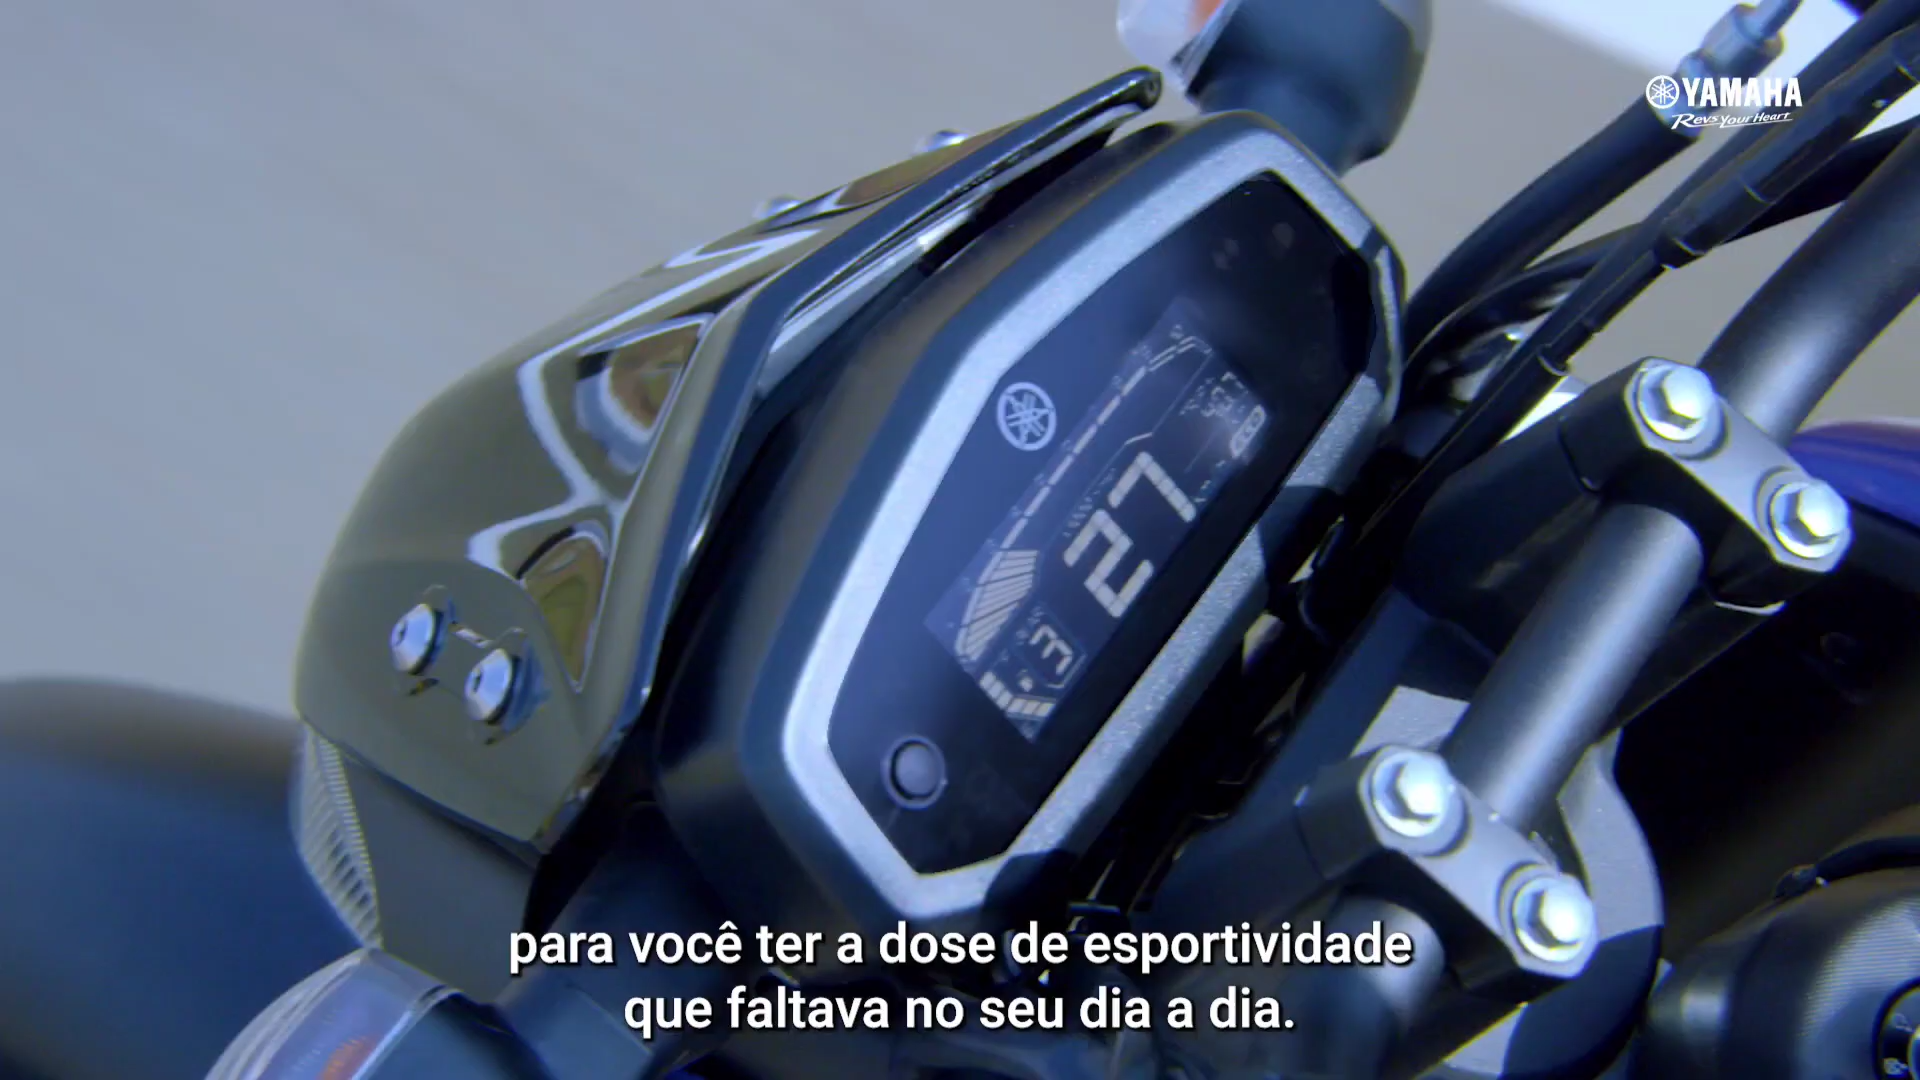 YAMAHA
Revs Your Heart
27
3
para você ter a dose de esportividade
que faltava no seu dia a dia.